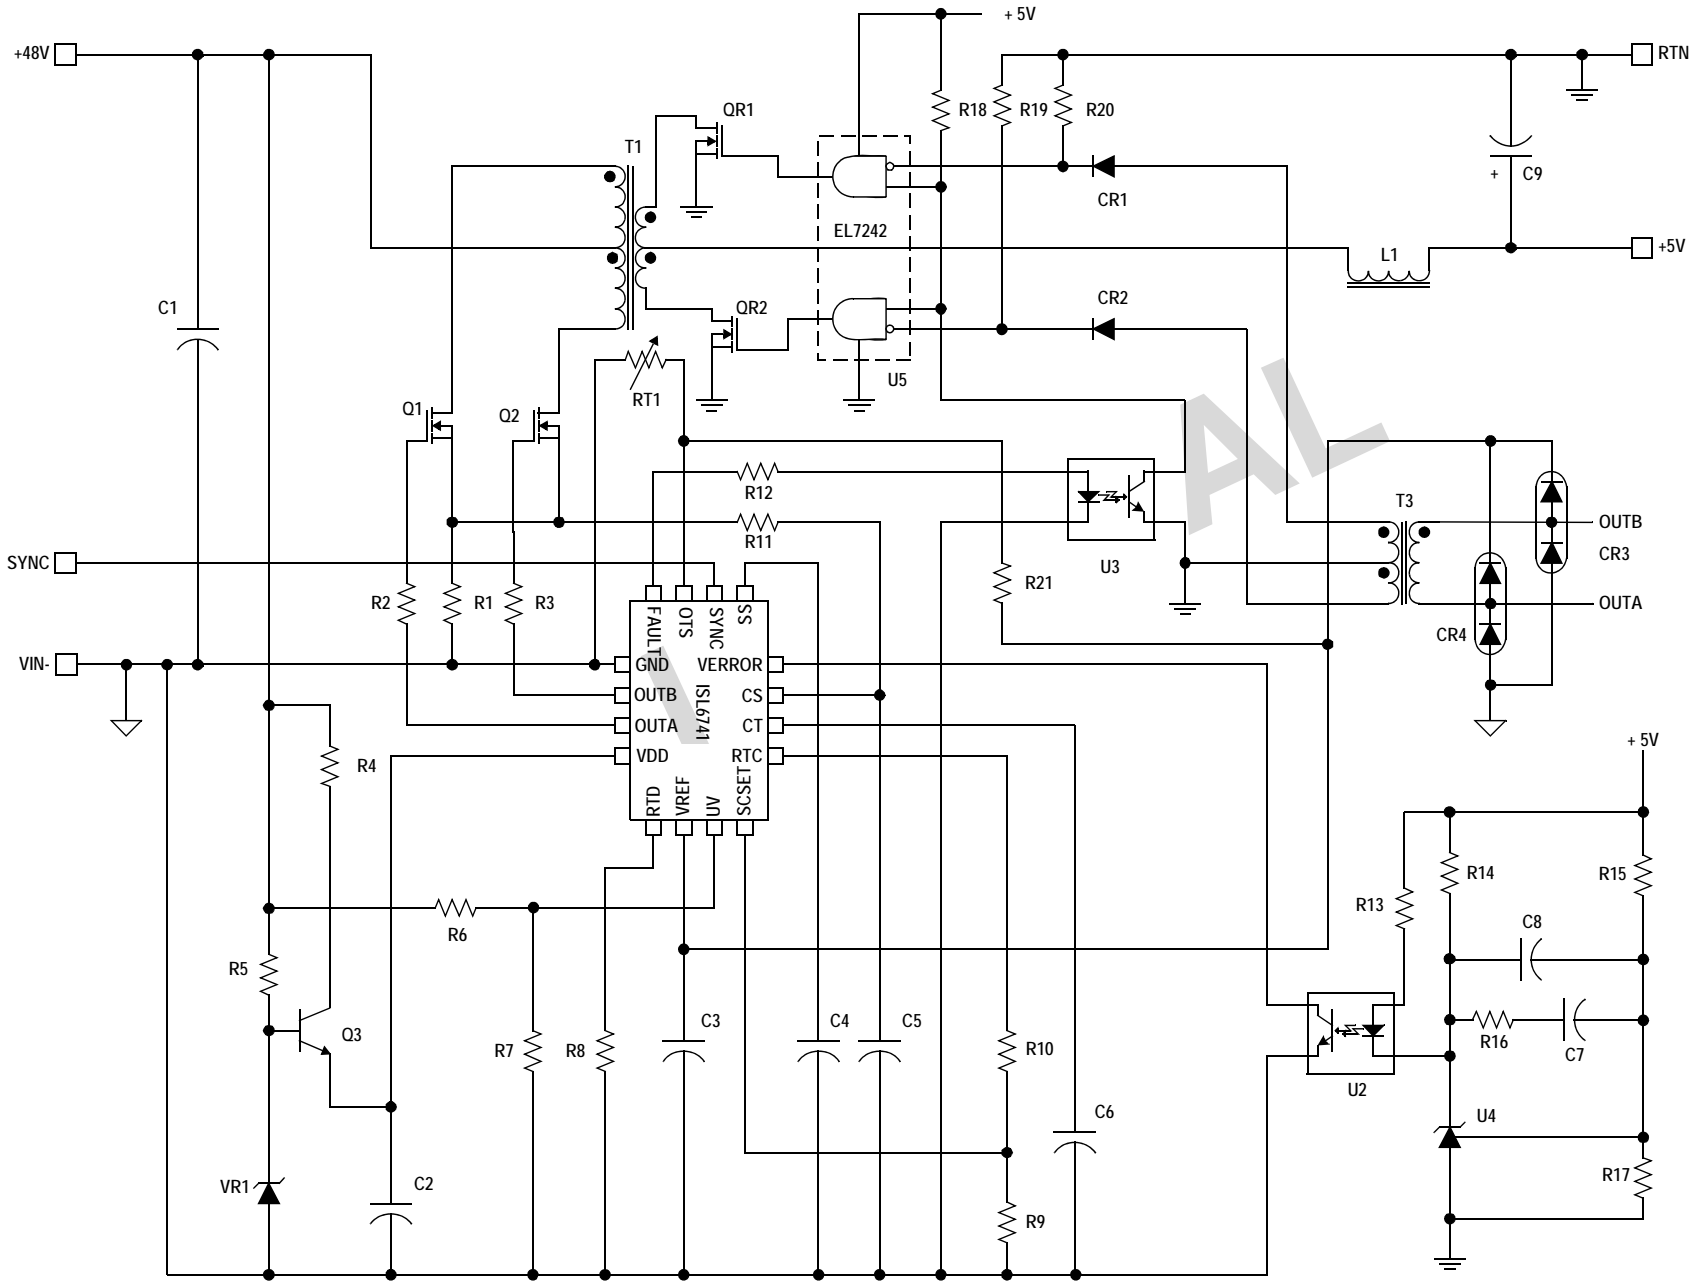 + 5V
+48V
RTN
QR1
R18
R19
R20
T1
CR1
C9
+
EL7242
L1
+5V
C1
QR2
CR2
U5
RT1
Q1
Q2
AL
R12
T3
OUTB
R11
CR3
SYNC
U3
R21
R2
R1
R3
OUTA
CR4
FAULT
OTS
SYNC
SS
VIN-
GND
VERROR
OUTB
CS
ISL6741
I
OUTA
CT
VDD
RTC
RTD
VREF
UV
SCSET
+ 5V
R4
R14
R15
R13
R6
C8
R5
Q3
R7
R8
C3
C4
C5
R10
R16
C7
U2
C6
U4
VR1
C2
R17
R9